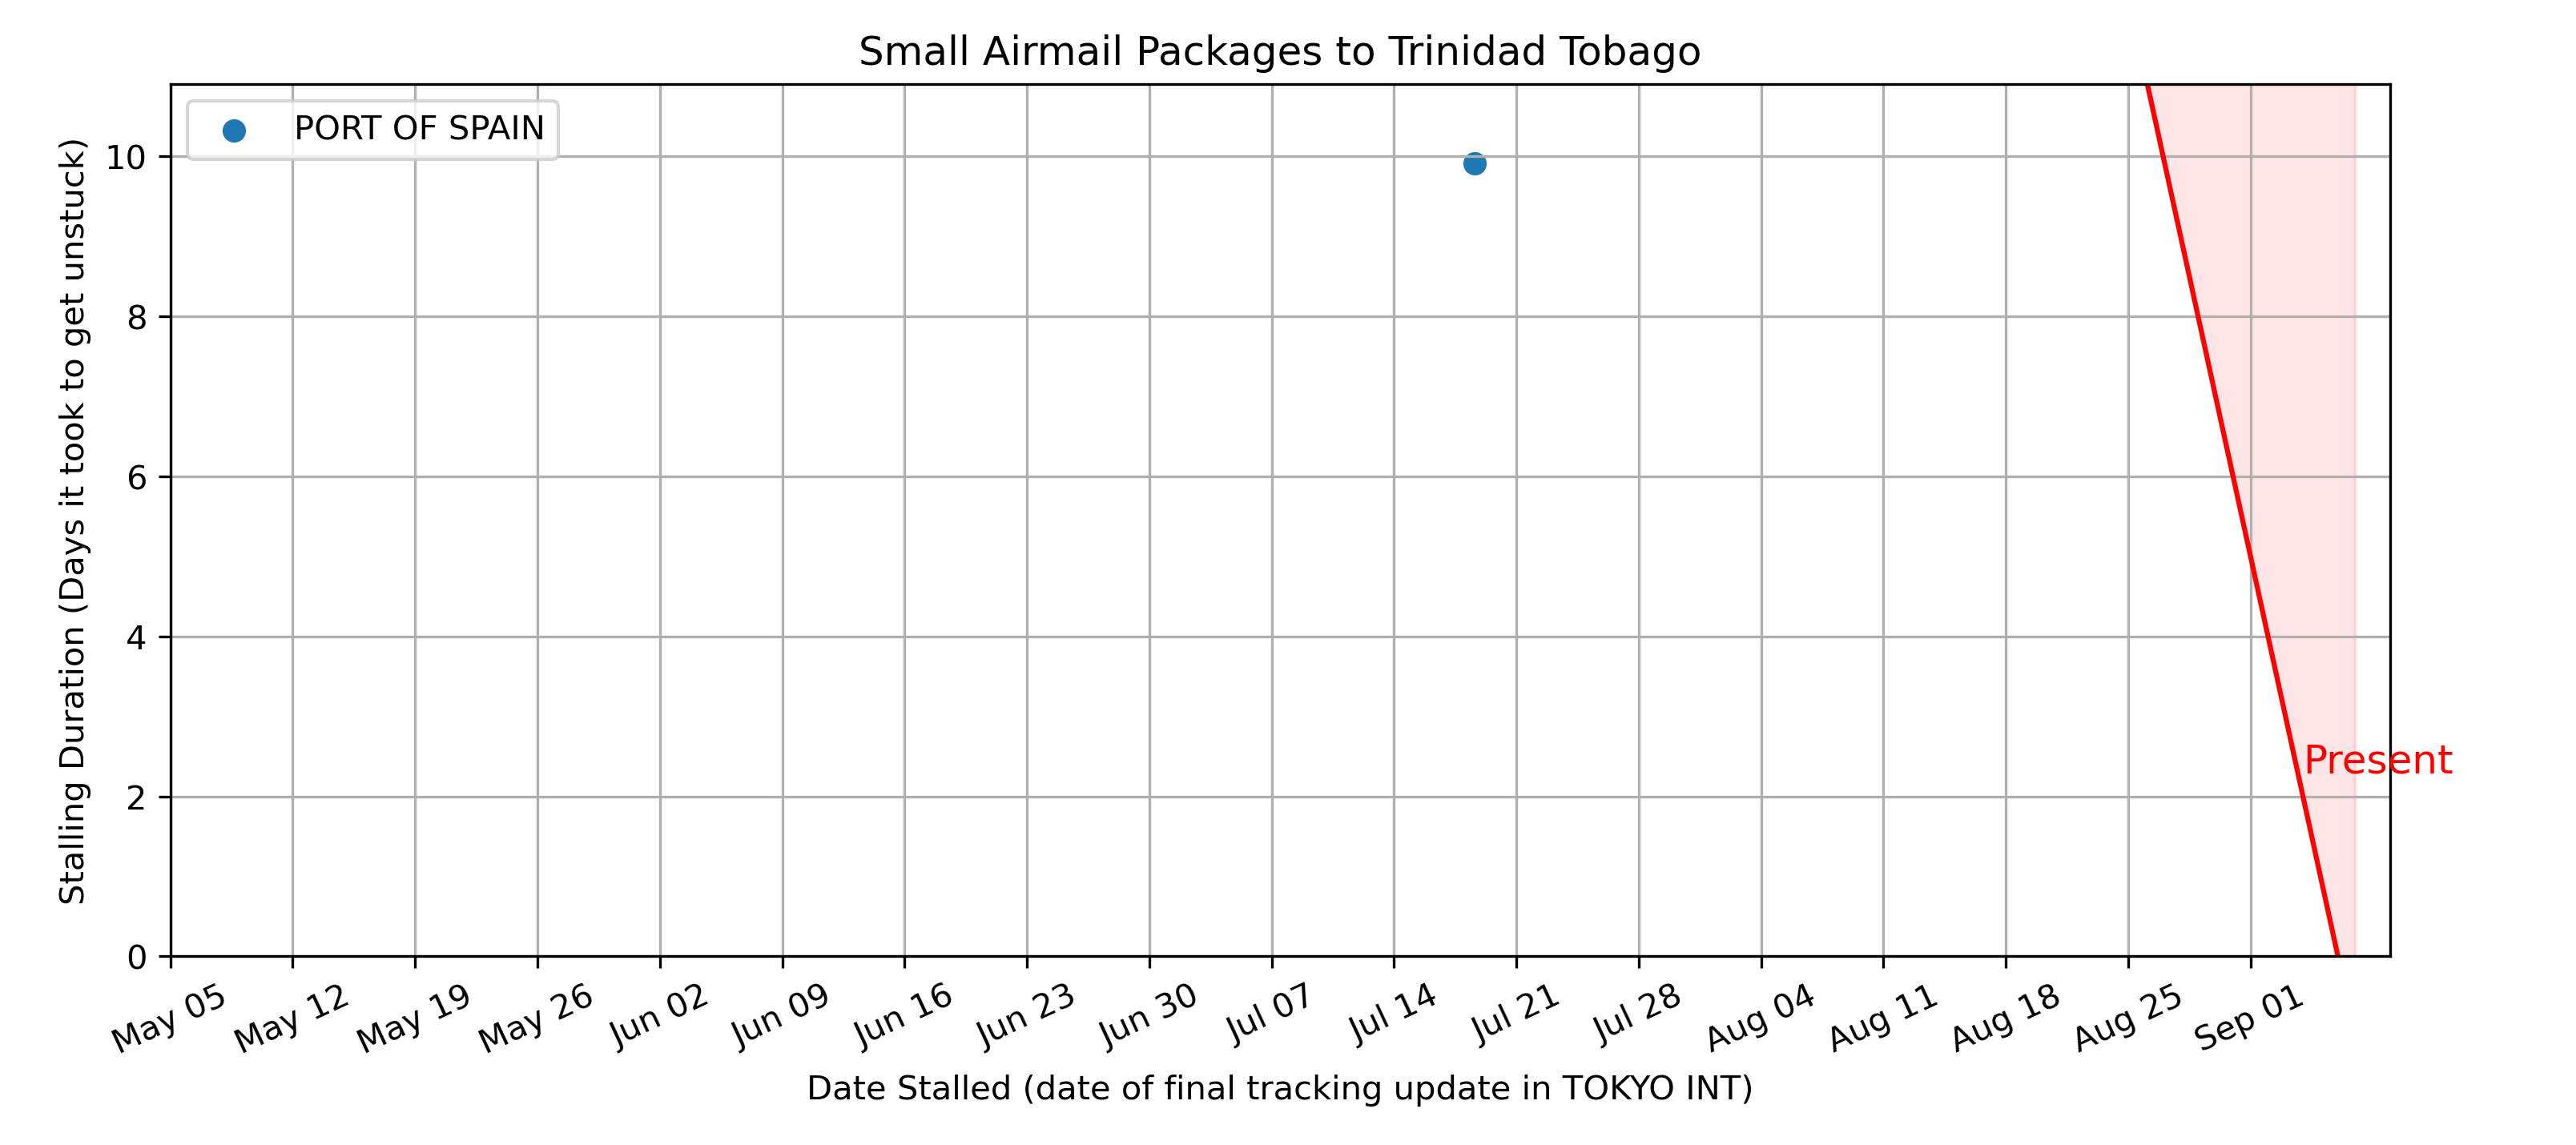 Small Airmail Packages to Trinidad Tobago
PORT OF SPAIN
Stalling Duration (Days it took to get unstuck)
10
8
6
4
2
0
Present
May 05
May 12
May 19
May 26
Jun 02
Jun 09
Jun 16
Jun 23
Jun 30
Jul 07
Jul 14
Jul 21
Jul 28
Aug 04
Aug 11
Aug 18
Aug 25
Sep 01
Date Stalled (date of final tracking update in TOKYO INT)